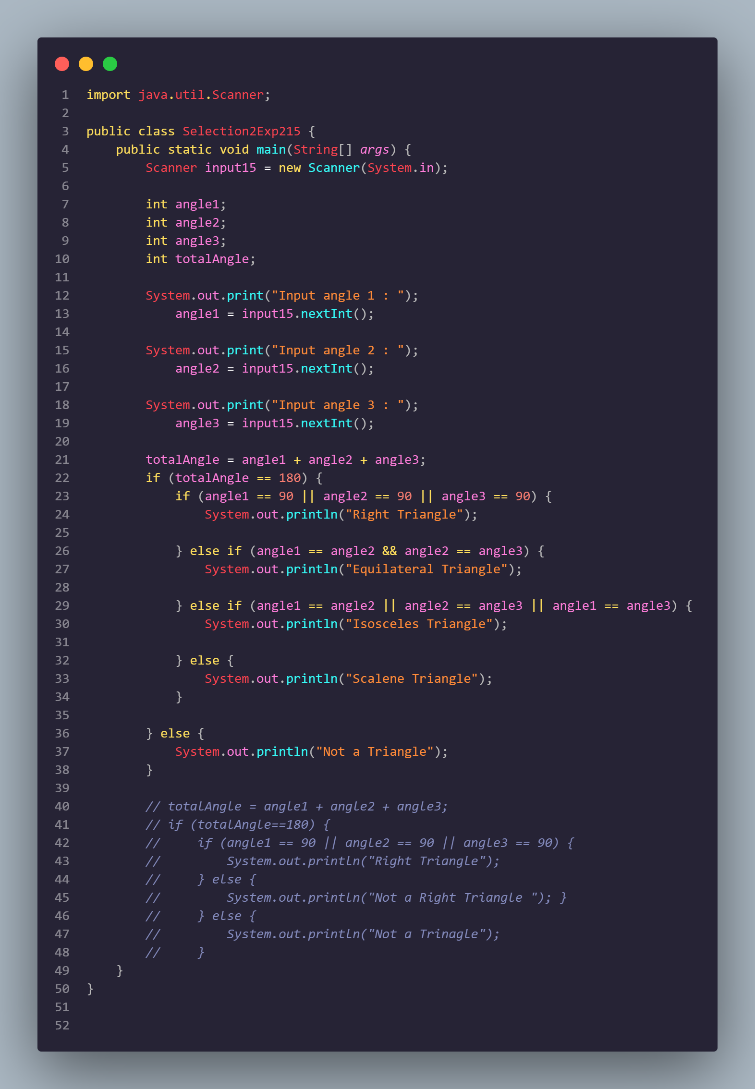 1 import java.util.Scanner;
2
3 public class Selection2Exp215 {
4     public static void main(String[] args) {
5         Scanner input15 = new Scanner(System.in);
6
7         int angle1;
8         int angle2;
9         int angle3;
10         int totalAngle;
11
12         System.out.print("Input angle 1 : ");
13             angle1 = input15.nextInt();
14
15         System.out.print("Input angle 2 : ");
16             angle2 = input15.nextInt();
17
18         System.out.print("Input angle 3 : ");
19             angle3 = input15.nextInt();
20
21         totalAngle = angle1 + angle2 + angle3;
22         if (totalAngle == 180) {
23             if (angle1 == 90 || angle2 == 90 || angle3 == 90) {
24                 System.out.println("Right Triangle");
25
26             } else if (angle1 == angle2 && angle2 == angle3) {
27                 System.out.println("Equilateral Triangle");
28
29             } else if (angle1 == angle2 || angle2 == angle3 || angle1 == angle3) {
30                 System.out.println("Isosceles Triangle");
31
32             } else {
33                 System.out.println("Scalene Triangle");
34             }
35
36         } else {
37             System.out.println("Not a Triangle");
38         }
39
40         // totalAngle = angle1 + angle2 + angle3;
41         // if (totalAngle==180) {
42         //     if (angle1 == 90 || angle2 == 90 || angle3 == 90) {
43         //         System.out.println("Right Triangle");
44         //     } else {
45         //         System.out.println("Not a Right Triangle "); }
46         //     } else {
47         //         System.out.println("Not a Trinagle");
48         //     }
49     }
50 }
51
52